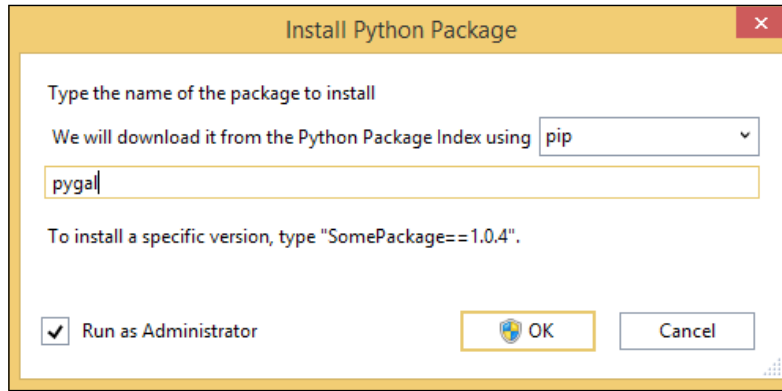 Install Python Package
Type the name of the package to install
We will download it from the Python Package Index using pip
pygal
To install a specific version, type "SomePackage==1.0.4".
Run as Administrator
OK
Cancel